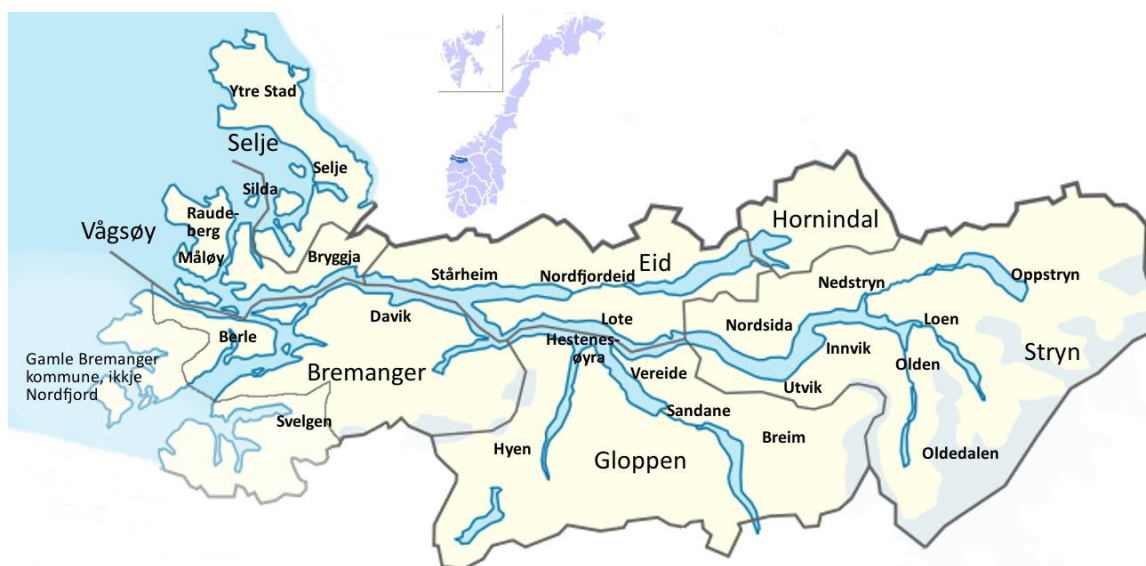 Ytre Stad
Selje
Selje
Silda
Raude-
berg
Vågsøy
Måløy
Bryggja
Hornindal
Eid
Stårheim
Nordfjordeid
Nedstryn
Oppstryn
Davik
Lote
Nordsida
Loen
Berle
Hestenes-
øyra
Innvik
Stryn
Gamle Bremanger
kommune, ikkje
Nordfjord
Bremanger
Vereide
Olden
Utvik
Sandane
Svelgen
Breim
Hyen
Gloppen
Oldedalen